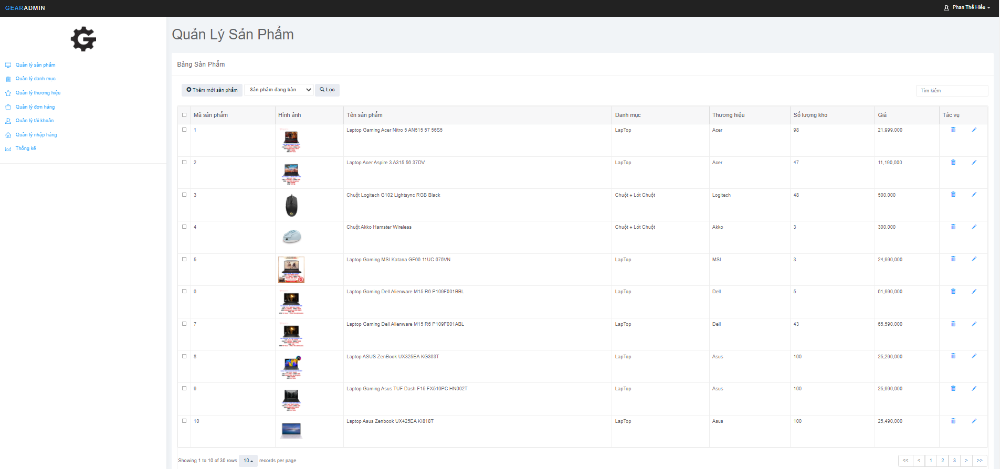 GEARADMIN
Phan Thế Hiếu
Quản lý sản phẩm
Quản lý danh mục
Quản lý thương hiệu
Quản lý đơn hàng
Quản lý tài khoản
Quản lý nhập hàng
Thống kê
Quản Lý Sản Phẩm
Bảng Sản Phẩm
Thêm mới sản phẩm Sản phẩm đang bán Lọc Tìm kiếm
Mã sản phẩm Hình ảnh Tên sản phẩm Danh mục Thương hiệu Số lượng kho Giá Tác vụ
1 Laptop Gaming Acer Nitro 5 AN515 57 56S5 LapTop Acer 98 21,999,000
2 Laptop Acer Aspire 3 A315 56 37DV LapTop Acer 47 11,190,000
3 Chuột Logitech G102 Lightsync RGB Black Chuột + Lót Chuột Logitech 48 500,000
4 Chuột Akko Hamster Wireless Chuột + Lót Chuột Akko 3 300,000
5 Laptop Gaming MSI Katana GF66 11UC 676VN LapTop MSI 3 24,990,000
6 Laptop Gaming Dell Alienware M15 R6 P109F001BBL LapTop Dell 5 61,990,000
7 Laptop Gaming Dell Alienware M15 R6 P109F001ABL LapTop Dell 43 65,590,000
8 Laptop ASUS ZenBook UX325EA KG363T LapTop Asus 100 25,290,000
9 Laptop Gaming Asus TUF Dash F15 FX516PC HN002T LapTop Asus 100 25,990,000
10 Laptop Asus Zenbook UX425EA KI818T LapTop Asus 100 25,490,000
Showing 1 to 10 of 30 rows 10 records per page << < 1 2 3 > >>